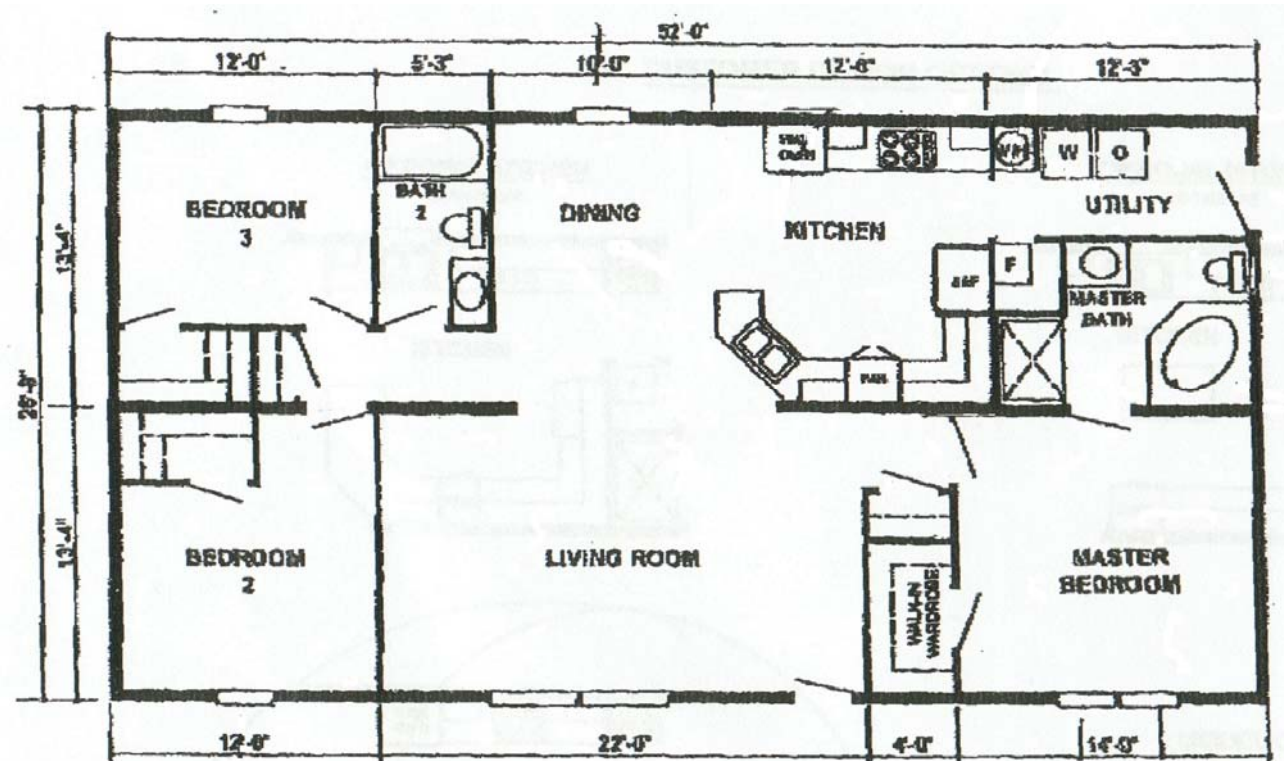 52'-0"
12'-0"
5'-3"
10'-0"
12'-6"
12'-3"
13'-4"
26'-8"
13'-4"
BEDROOM
3
BATH
2
DINING
KITCHEN
W
UTILITY
F
REF
MASTER
BATH
BEDROOM
2
LIVING ROOM
WALK-IN
WARDROBE
MASTER
BEDROOM
22'-0"
4'-0"
14'-0"